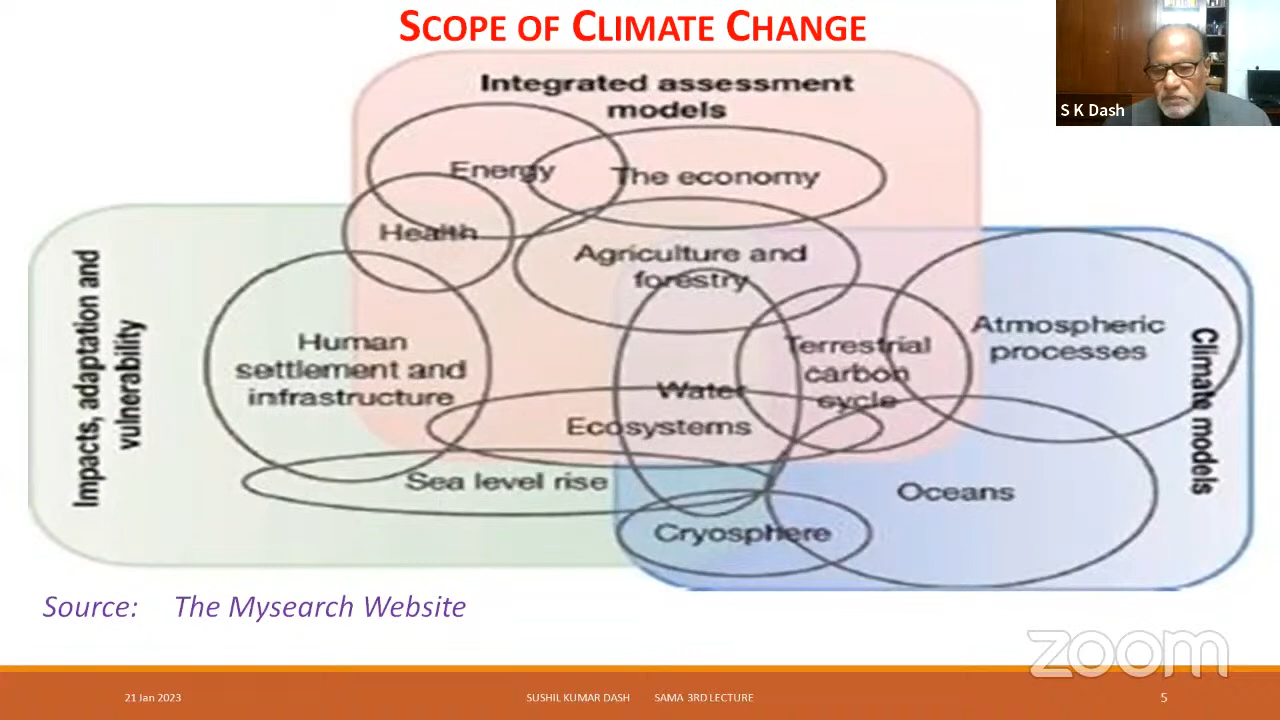 SCOPE OF CLIMATE CHANGE
S K Dash
Integrated assessment
models
Energy
The economy
Health
Agriculture and
forestry
Impacts, adaptation and
vulnerability
Human
settlement and
infrastructure
Water
Terrestrial
carbon
cycle
Atmospheric
processes
Climate models
Ecosystems
Sea level rise
Oceans
Cryosphere
Source: The Mysearch Website
zoom
21 Jan 2023
SUSHIL KUMAR DASH SAMA 3RD LECTURE
5